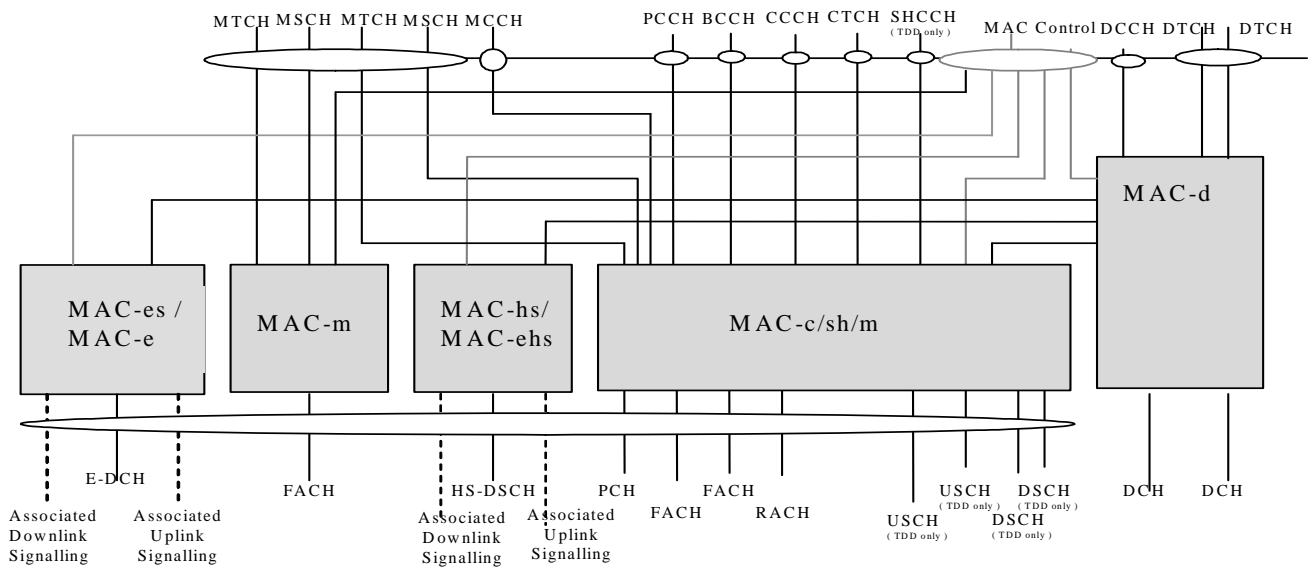 MTCH MSCH MTCH MSCH MCCH PCCH BCCH CCCH CTCH SHCCH MAC Control DCCH DTCH DTCH
( TDD only )
MAC-d
MAC-es /
MAC-e
MAC-m
MAC-hs/
MAC-ehs
MAC-c/sh/m
E-DCH FACH HS-DSCH PCH FACH USCH DSCH DCH DCH
( TDD only ) ( TDD only )
FACH RACH USCH DSCH
( TDD only ) ( TDD only )
Associated
Downlink
Signalling
Associated
Uplink
Signalling
Associated
Downlink
Signalling
Associated
Uplink
Signalling